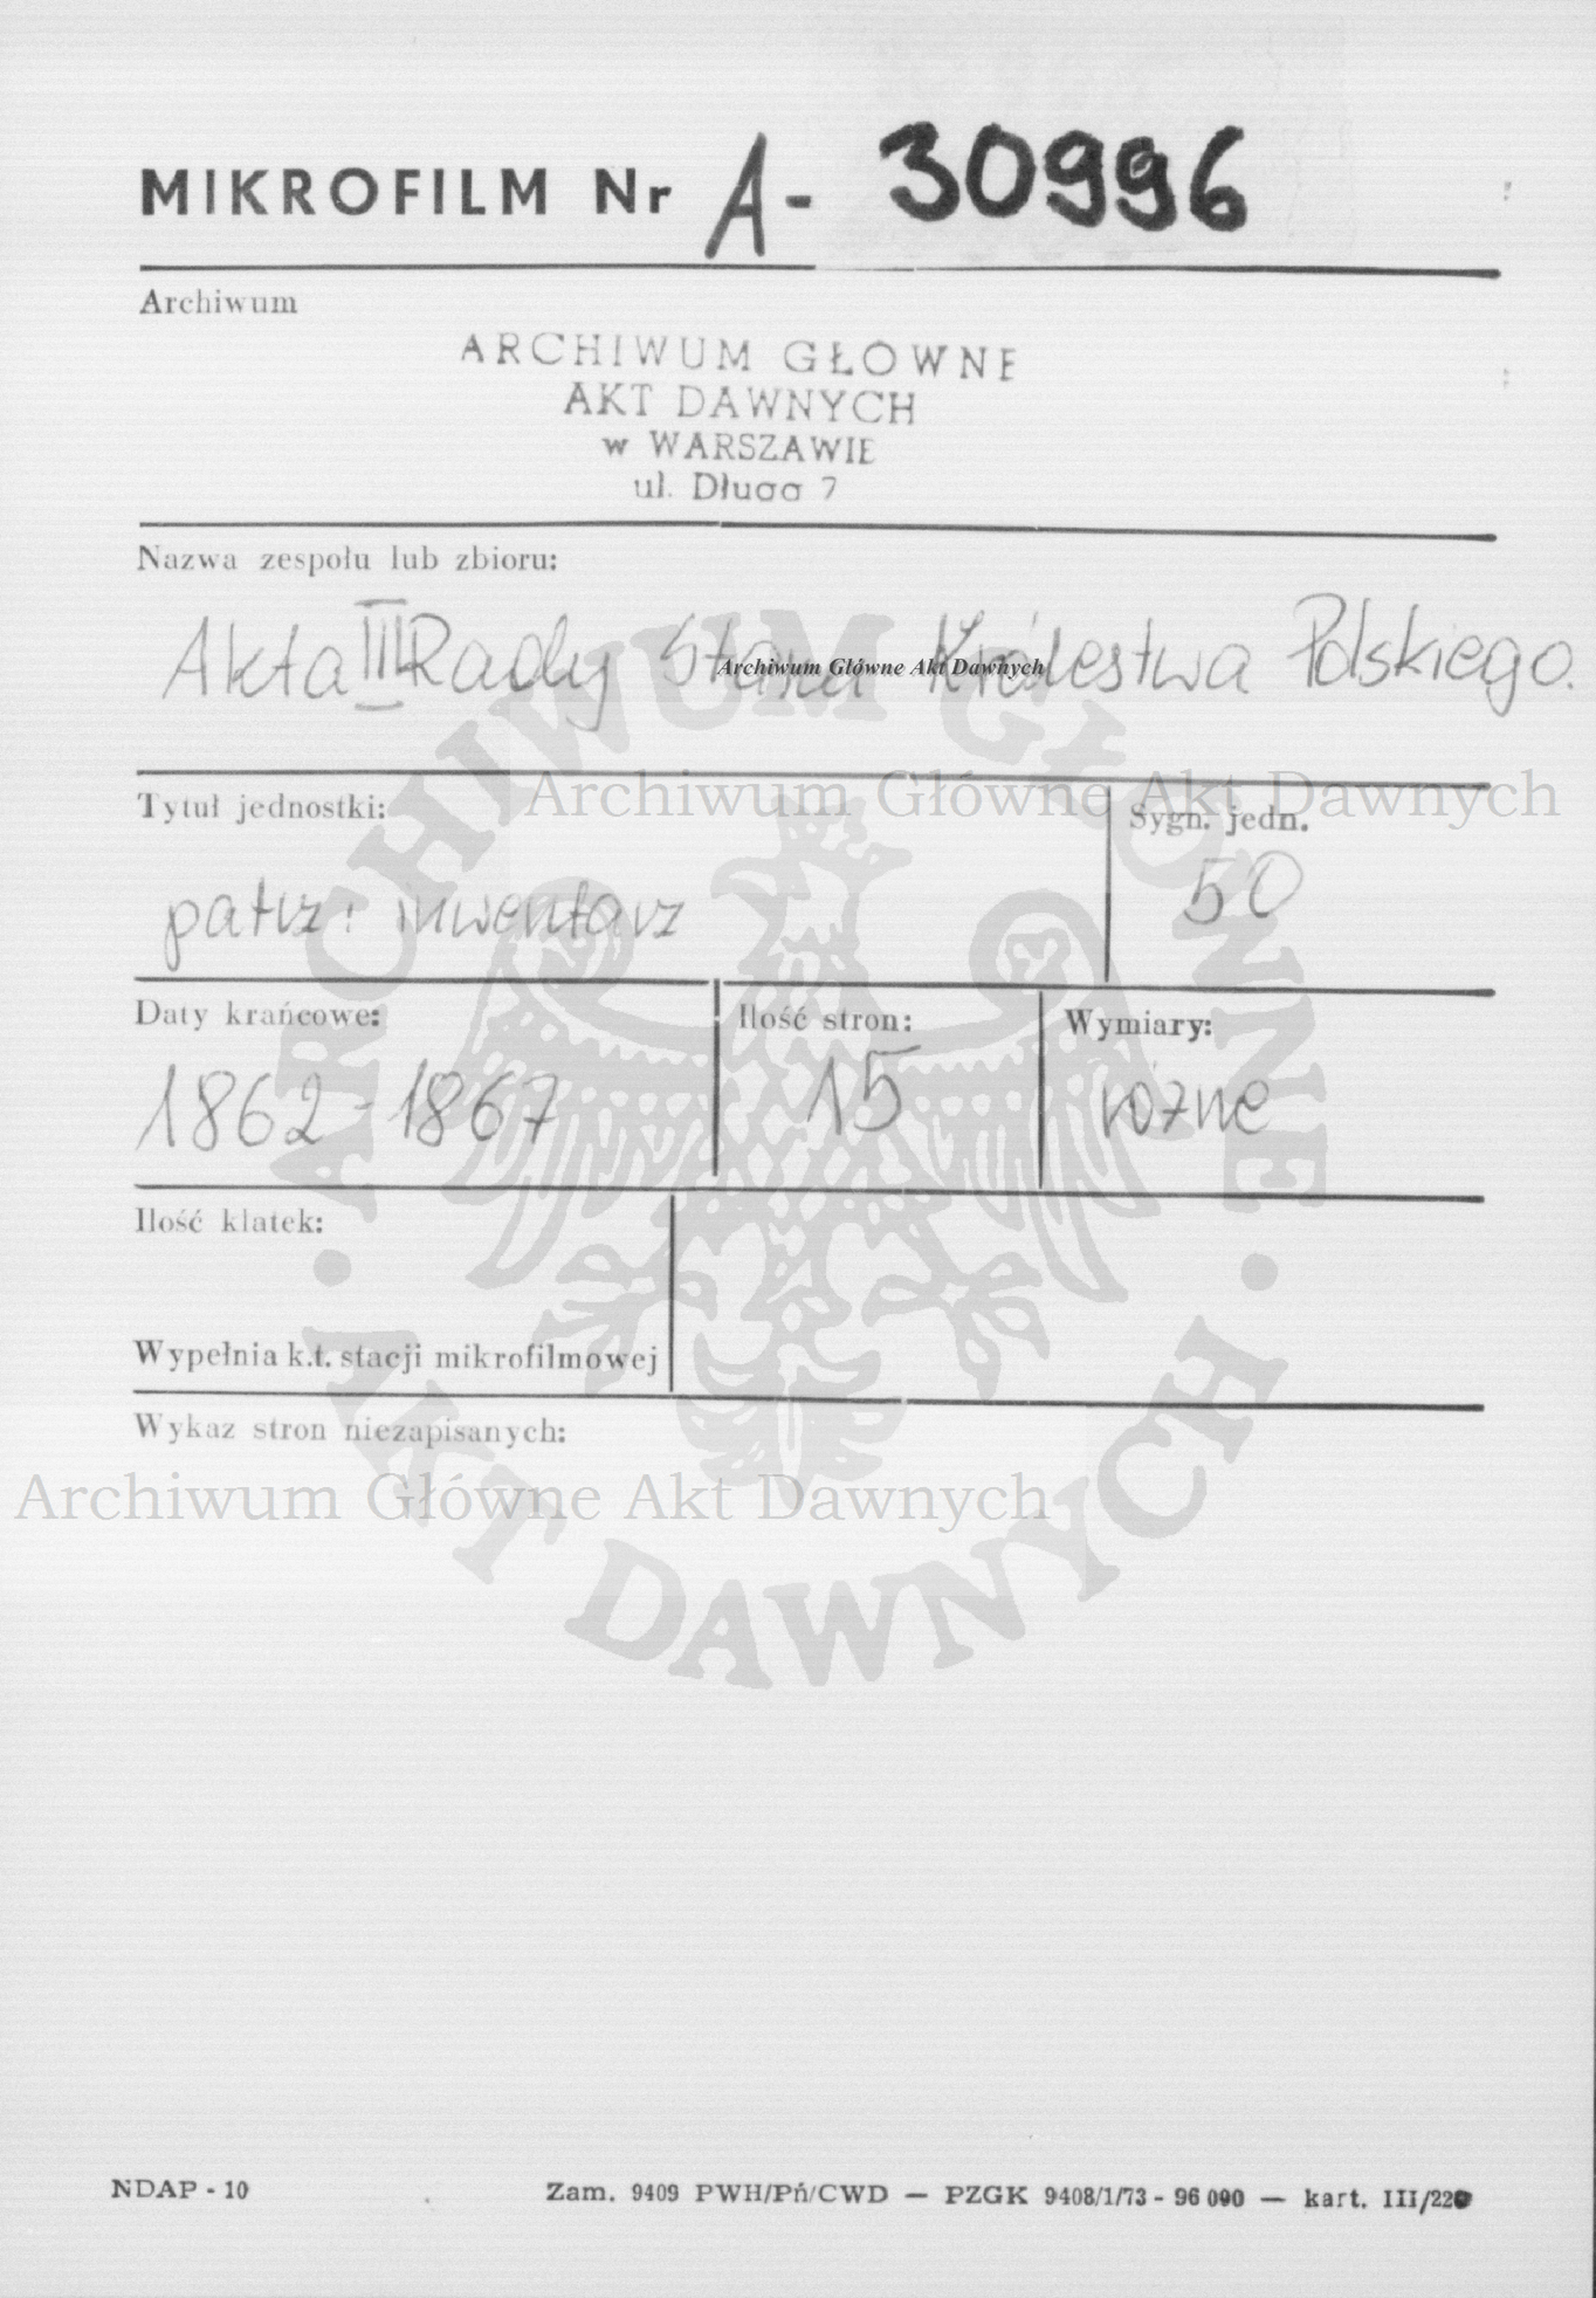 MIKROFILM Nr A- 30996
Archiwum
ARCHIWUM GŁOWNE
AKT DAWNYCH
w WARSZAWIE
ul. Długa 7
Nazwa zespołu lub zbioru:
Akta III Rady Stanu Królestwa Polskiego.
Archiwum Główne Akt Dawnych
Archiwum Główne Akt Dawnych
Tytuł jednostki:
Sygn. jedn.
patrz: inwentarz
50
Daty krańcowe:
Ilość stron:
Wymiary:
1862-1867
15
różne
Ilość klatek:
Wypełnia k.t. stacji mikrofilmowej
Wykaz stron niezapisanych:
Archiwum Główne Akt Dawnych
ARCHIWUM GŁÓWNE
AKT DAWNYCH
NDAP - 10
Zam. 9409 PWH/Pń/CWD — PZGK 9408/1/73 - 96 000 — kart. III/220